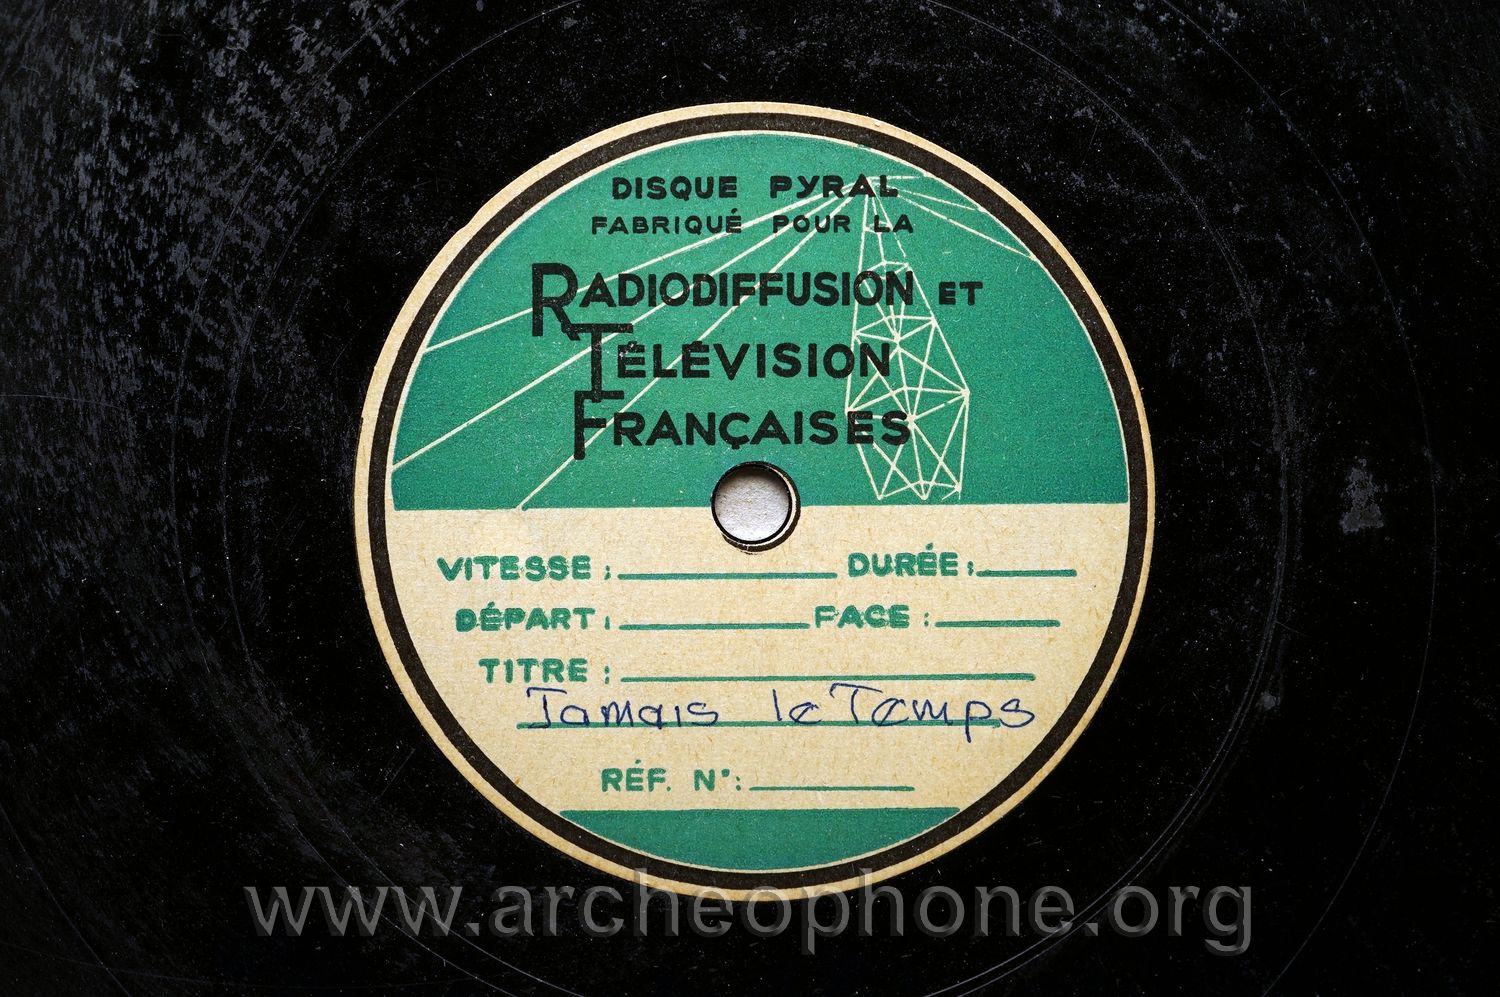 DISQUE PYRAL
FABRIQUÉ POUR LA
RADIODIFFUSION ET
TÉLÉVISION
FRANÇAISES
VITESSE : DURÉE :
DÉPART : FACE :
TITRE :
Jamais le Temps
RÉF. N° :
www.archeophone.org